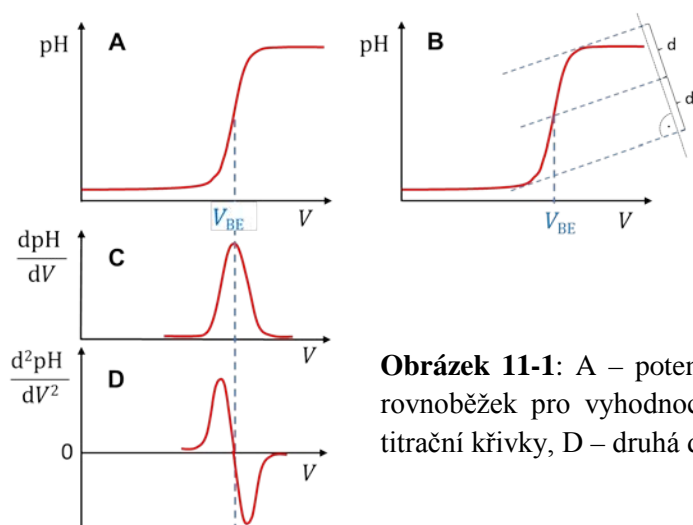 pH A
pH B
d
d
V_BE V
V_BE V
dpH/dV C
V
d²pH/dV² D
0
V
Obrázek 11-1: A – poten
rovnoběžek pro vyhodnoc
titrační křivky, D – druhá